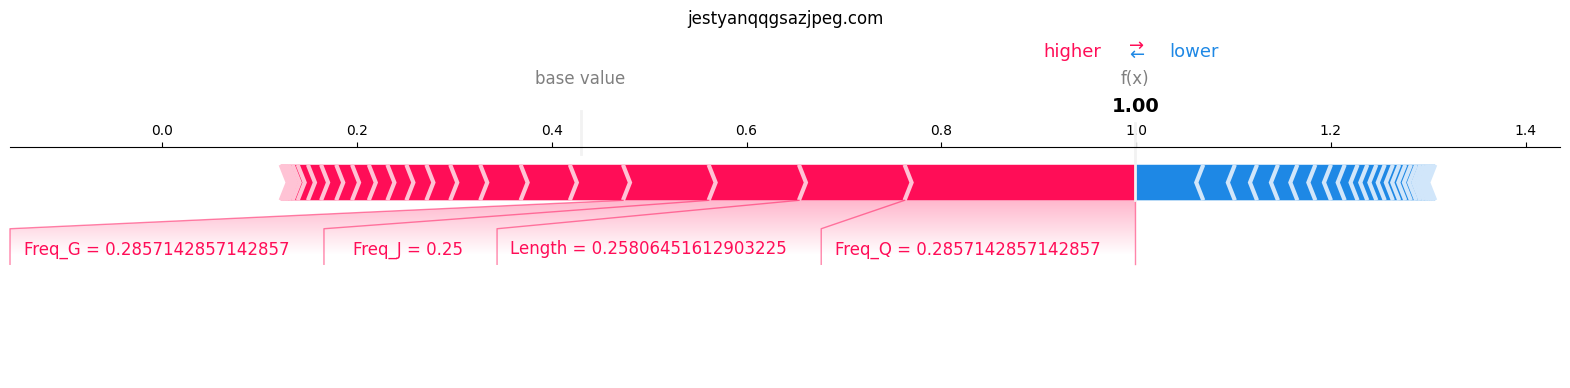 jestyanqqgsazjpeg.com
higher → ← lower
base value f(x)
1.00
0.0 0.2 0.4 0.6 0.8 1.0 1.2 1.4
Freq_G = 0.2857142857142857 Freq_J = 0.25 Length = 0.25806451612903225 Freq_Q = 0.2857142857142857